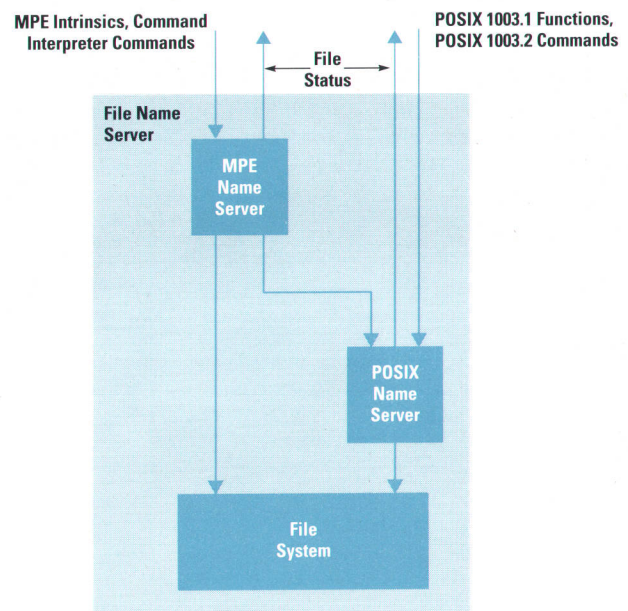 MPE Intrinsics, Command
Interpreter Commands
POSIX 1003.1 Functions,
POSIX 1003.2 Commands
File
Status
File Name
Server
MPE
Name
Server
POSIX
Name
Server
File
System